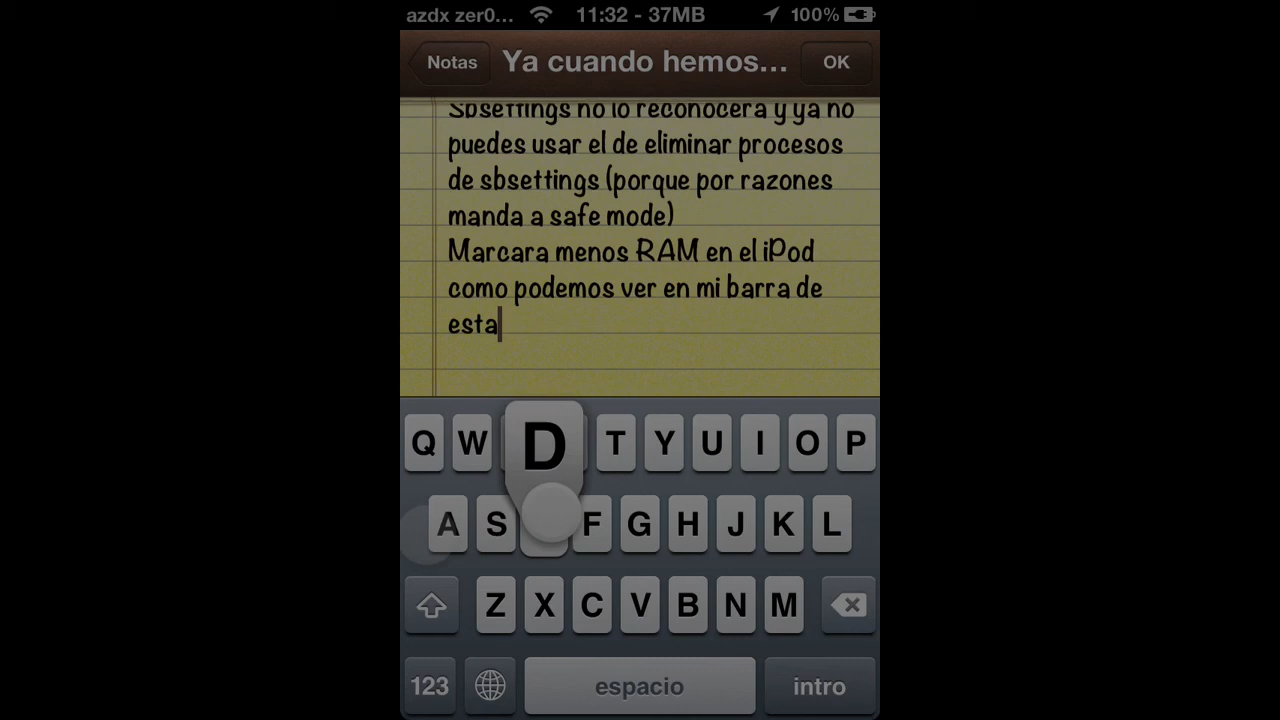 azdx zer0... 11:32 - 37MB 100%
Notas Ya cuando hemos... OK
Sbsettings no lo reconocera y ya no
puedes usar el de eliminar procesos
de sbsettings (porque por razones
manda a safe mode)
Marcara menos RAM en el iPod
como podemos ver en mi barra de
esta
Q W D T Y U I O P
A S F G H J K L
Z X C V B N M
123 espacio intro